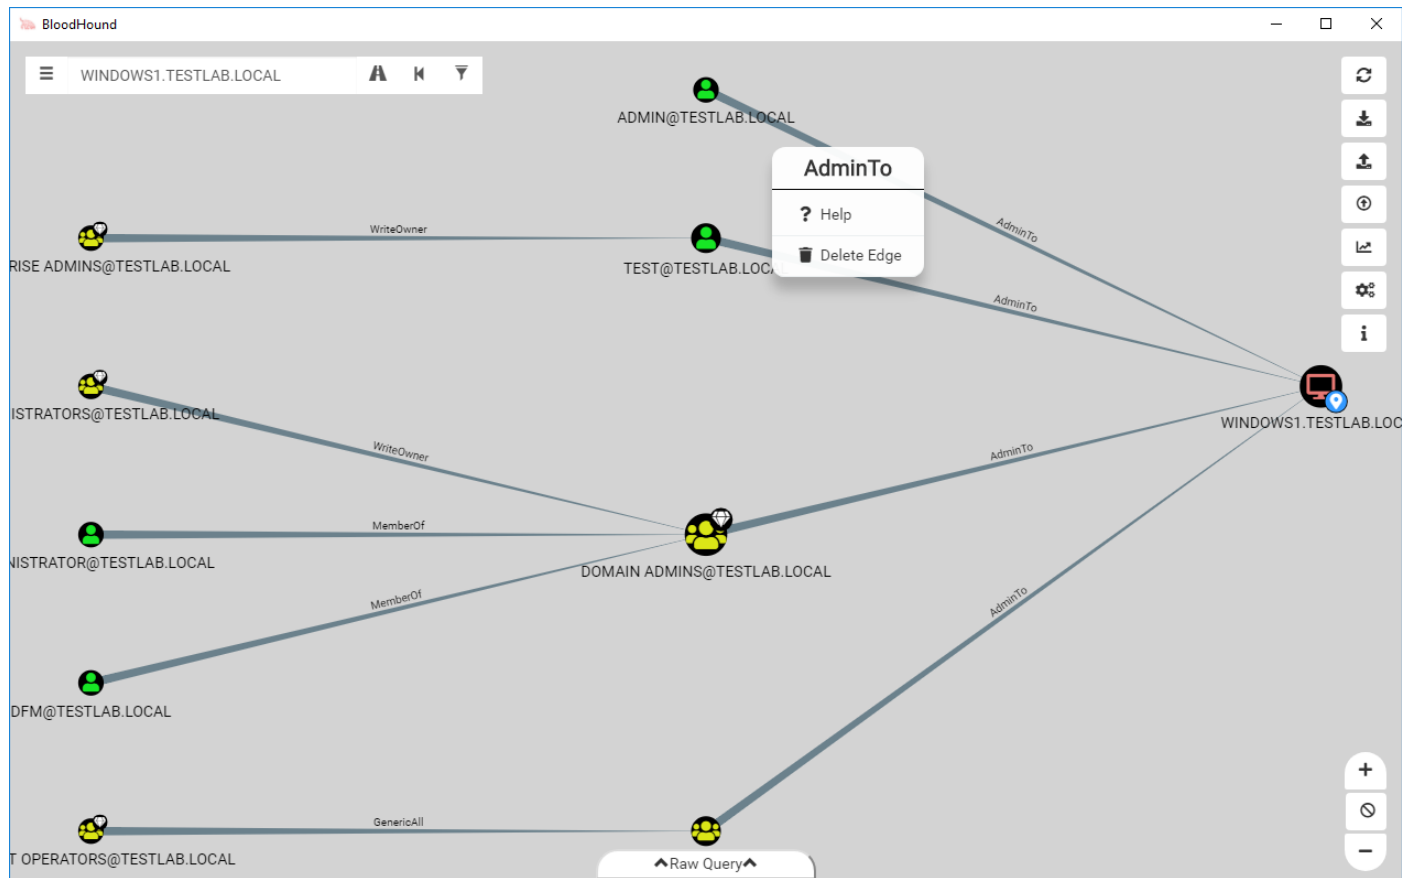 BloodHound
WINDOWS1.TESTLAB.LOCAL
ADMIN@TESTLAB.LOCAL
AdminTo
Help
Delete Edge
AdminTo
WriteOwner
RISE ADMINS@TESTLAB.LOCAL
TEST@TESTLAB.LOCA
AdminTo
ISTRATORS@TESTLAB.LOCAL
WINDOWS1.TESTLAB.LOC
WriteOwner
AdminTo
MemberOf
NISTRATOR@TESTLAB.LOCAL
DOMAIN ADMINS@TESTLAB.LOCAL
MemberOf
AdminTo
DFM@TESTLAB.LOCAL
GenericAll
T OPERATORS@TESTLAB.LOCAL
Raw Query